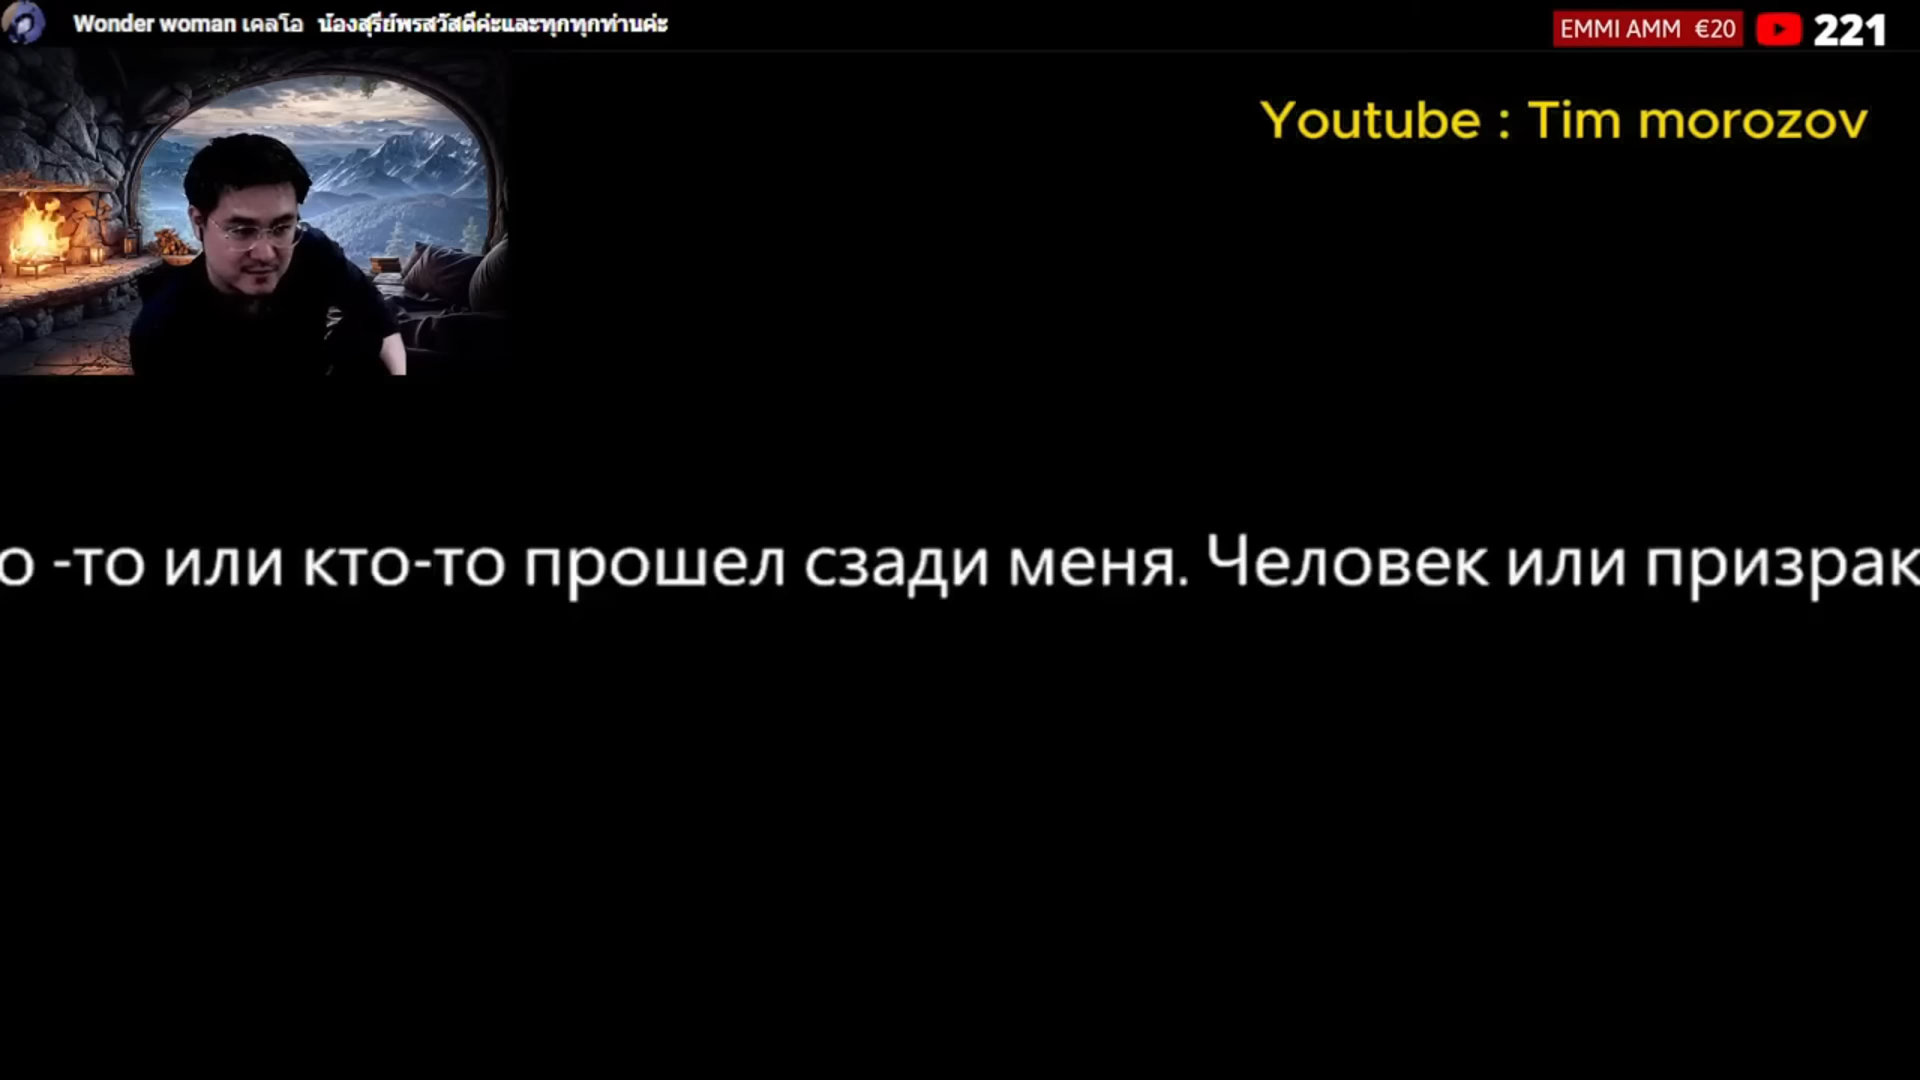 Wonder woman เคลโอ น้องสุรีย์พรสวัสดีค่ะและทุกทุกท่านค่ะ
EMMI AMM €20 221
Youtube : Tim morozov
о -то или кто-то прошел сзади меня. Человек или призрак